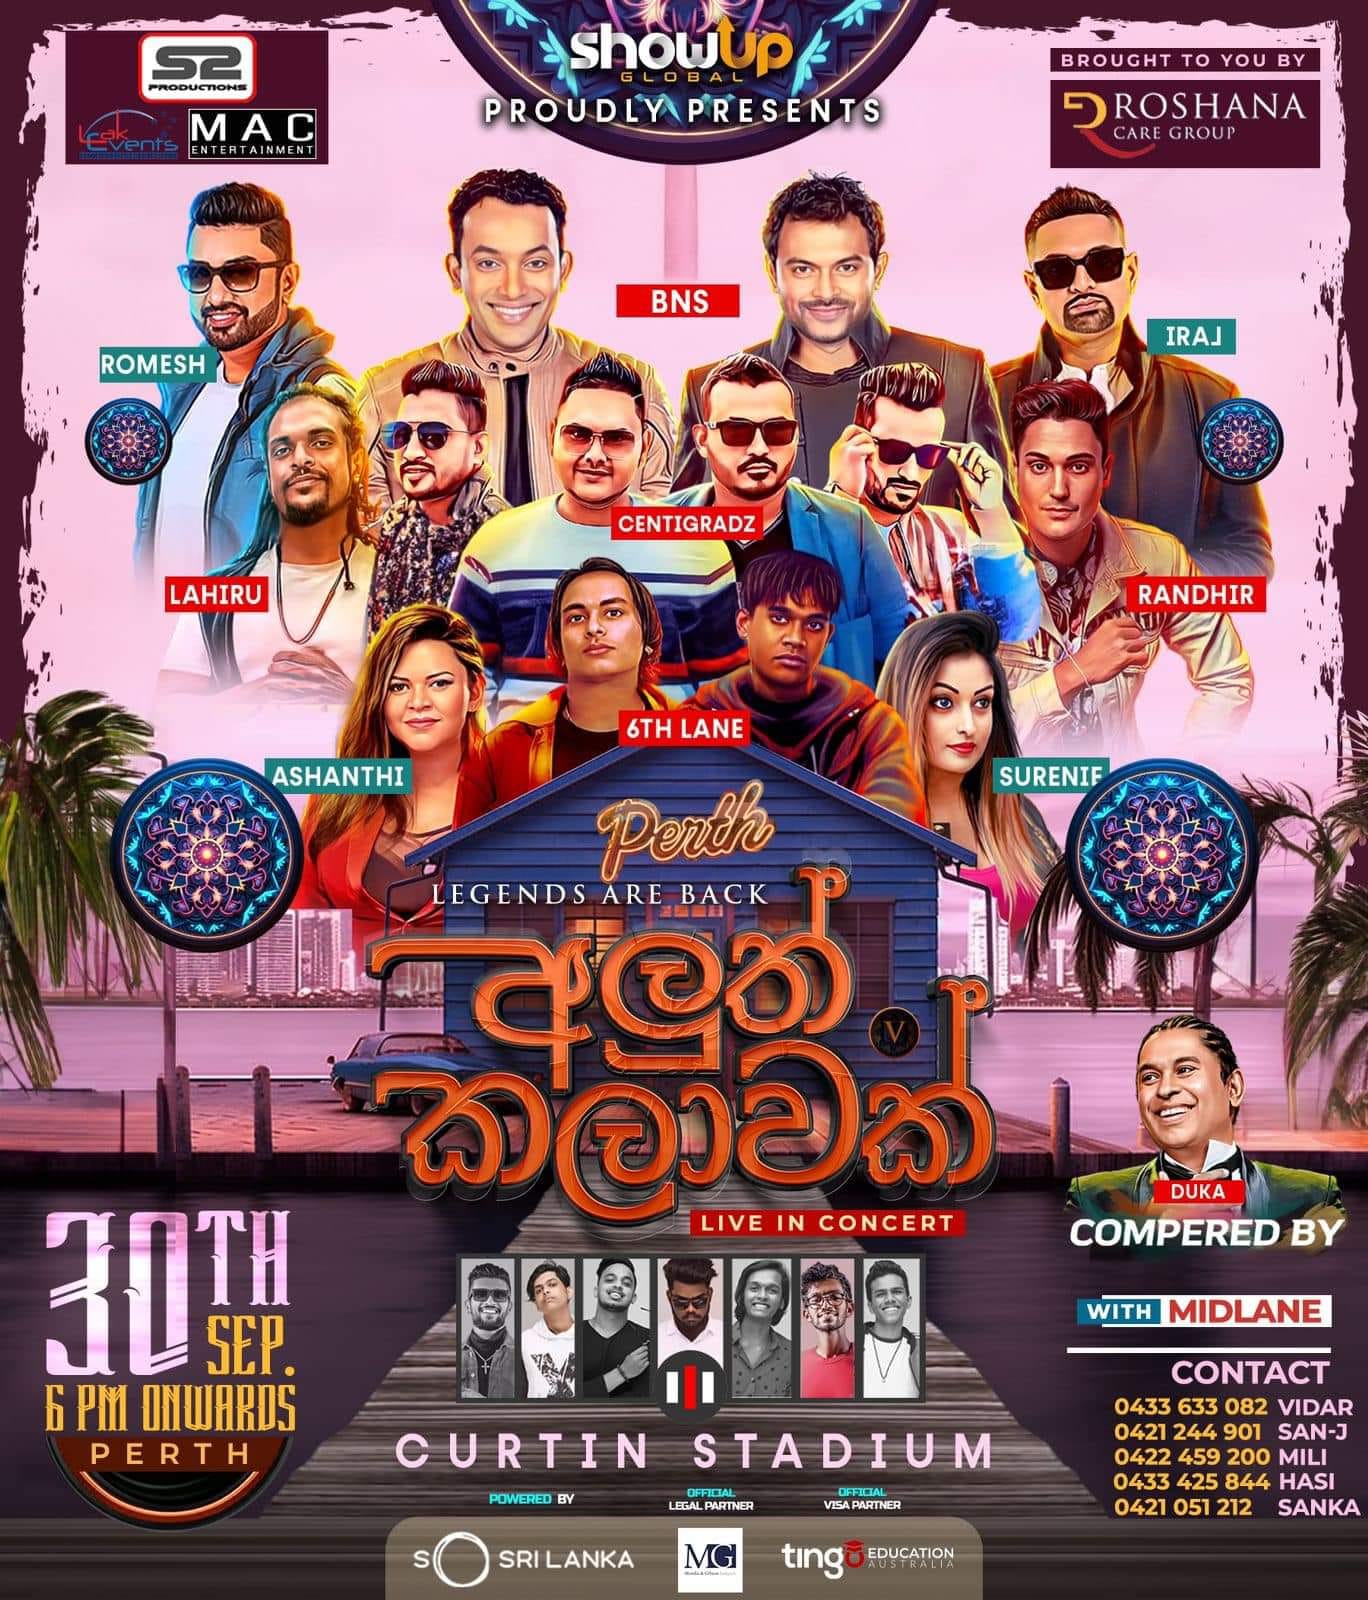 S2
PRODUCTIONS
Lcak Events
MAC
ENTERTAINMENT
showUp
GLOBAL
PROUDLY PRESENTS
BROUGHT TO YOU BY
ROSHANA
CARE GROUP
BNS
IRAJ
ROMESH
CENTIGRADZ
LAHIRU
RANDHIR
6TH LANE
ASHANTHI
SURENIE
Perth
LEGENDS ARE BACK
අලුත්
V
කලාවක්
LIVE IN CONCERT
DUKA
COMPERED BY
30TH
SEP.
6 PM ONWARDS
PERTH
WITH MIDLANE
CONTACT
0433 633 082 VIDAR
0421 244 901 SAN-J
0422 459 200 MILI
0433 425 844 HASI
0421 051 212 SANKA
CURTIN STADIUM
POWERED BY
OFFICIAL
LEGAL PARTNER
OFFICIAL
VISA PARTNER
SO SRI LANKA
MG
tingo EDUCATION
AUSTRALIA